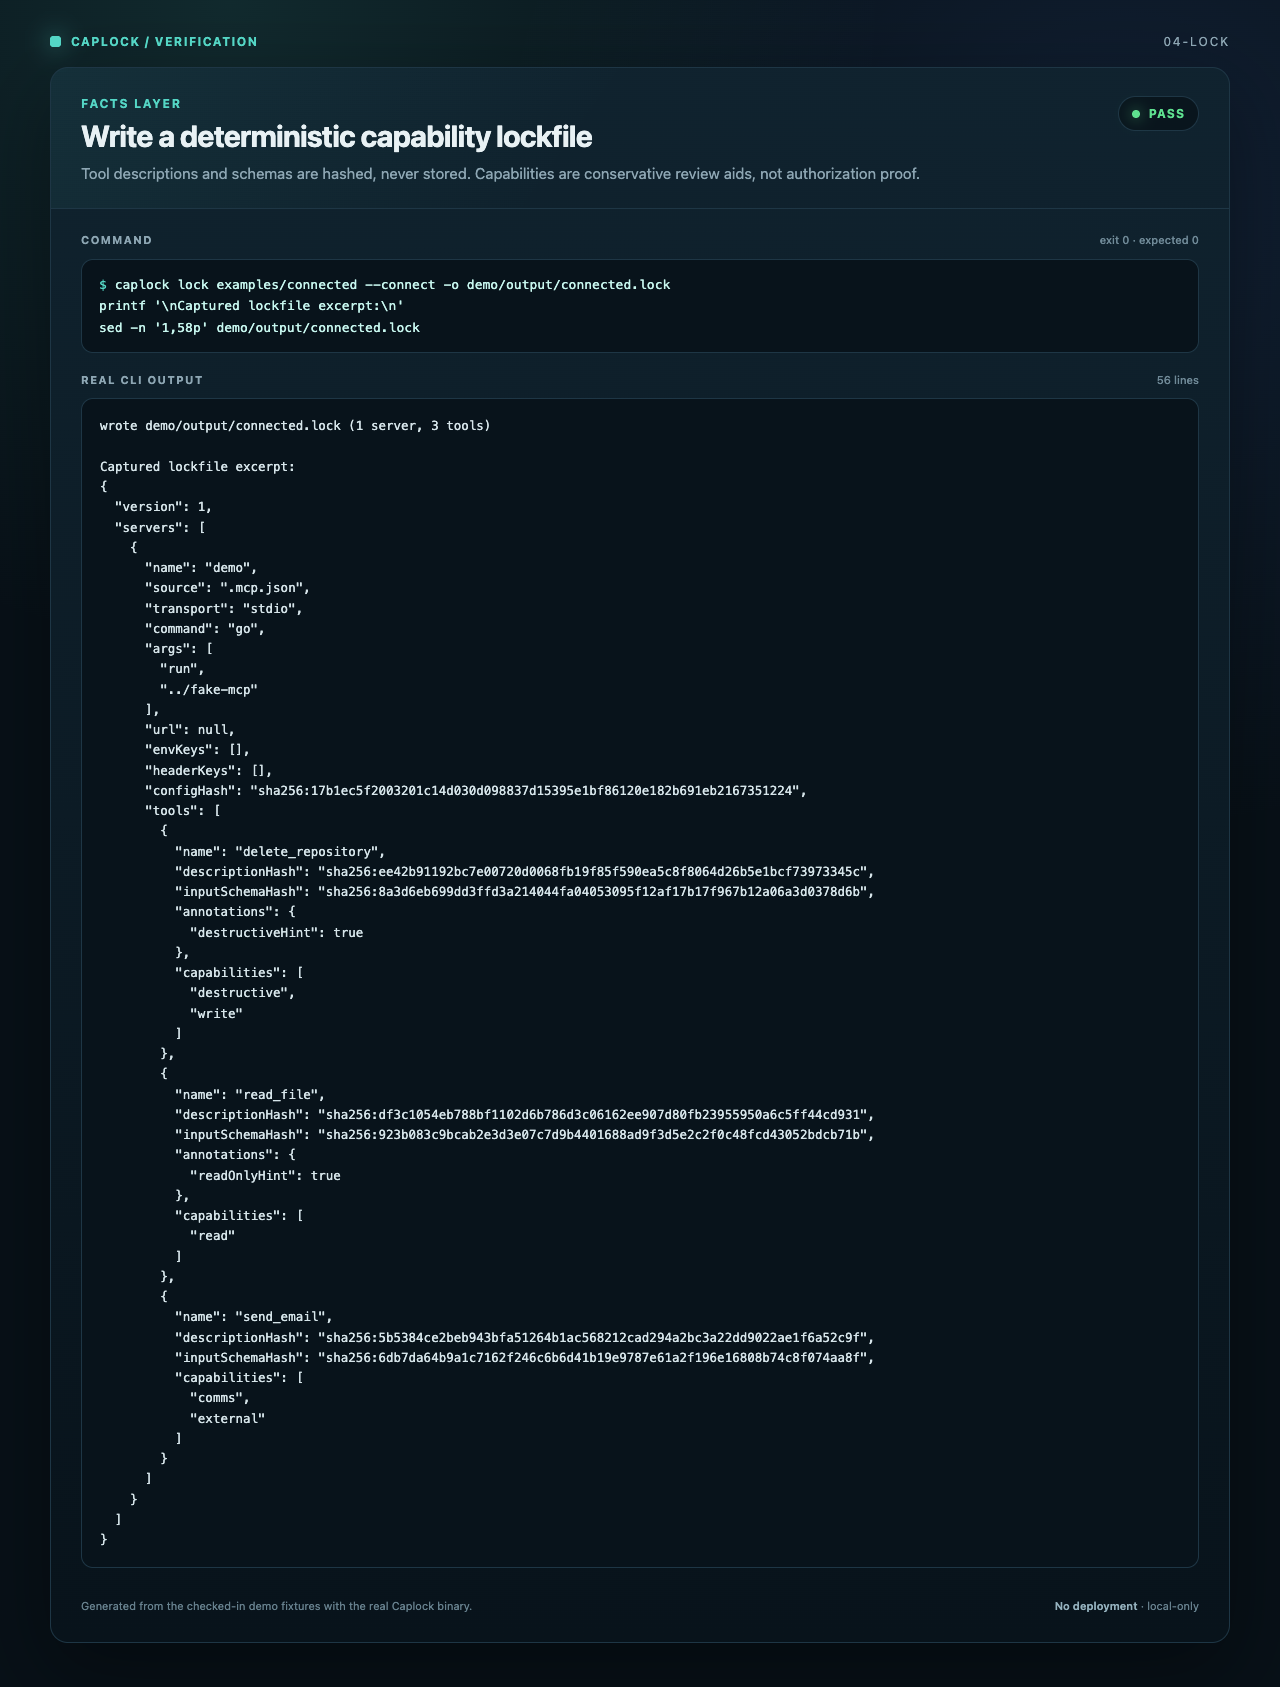 CAPLOCK / VERIFICATION
04-LOCK
FACTS LAYER
Write a deterministic capability lockfile
PASS
Tool descriptions and schemas are hashed, never stored. Capabilities are conservative review aids, not authorization proof.
COMMAND
exit 0 · expected 0
$ caplock lock examples/connected --connect -o demo/output/connected.lock
printf '\nCaptured lockfile excerpt:\n'
sed -n '1,58p' demo/output/connected.lock
REAL CLI OUTPUT
56 lines
wrote demo/output/connected.lock (1 server, 3 tools)

Captured lockfile excerpt:
{
  "version": 1,
  "servers": [
    {
      "name": "demo",
      "source": ".mcp.json",
      "transport": "stdio",
      "command": "go",
      "args": [
        "run",
        "../fake-mcp"
      ],
      "url": null,
      "envKeys": [],
      "headerKeys": [],
      "configHash": "sha256:17b1ec5f2003201c14d030d098837d15395e1bf86120e182b691eb2167351224",
      "tools": [
        {
          "name": "delete_repository",
          "descriptionHash": "sha256:ee42b91192bc7e00720d0068fb19f85f590ea5c8f8064d26b5e1bcf73973345c",
          "inputSchemaHash": "sha256:8a3d6eb699dd3ffd3a214044fa04053095f12af17b17f967b12a06a3d0378d6b",
          "annotations": {
            "destructiveHint": true
          },
          "capabilities": [
            "destructive",
            "write"
          ]
        },
        {
          "name": "read_file",
          "descriptionHash": "sha256:df3c1054eb788bf1102d6b786d3c06162ee907d80fb23955950a6c5ff44cd931",
          "inputSchemaHash": "sha256:923b083c9bcab2e3d3e07c7d9b4401688ad9f3d5e2c2f0c48fcd43052bdcb71b",
          "annotations": {
            "readOnlyHint": true
          },
          "capabilities": [
            "read"
          ]
        },
        {
          "name": "send_email",
          "descriptionHash": "sha256:5b5384ce2beb943bfa51264b1ac568212cad294a2bc3a22dd9022ae1f6a52c9f",
          "inputSchemaHash": "sha256:6db7da64b9a1c7162f246c6b6d41b19e9787e61a2f196e16808b74c8f074aa8f",
          "capabilities": [
            "comms",
            "external"
          ]
        }
      ]
    }
  ]
}
Generated from the checked-in demo fixtures with the real Caplock binary.
No deployment · local-only